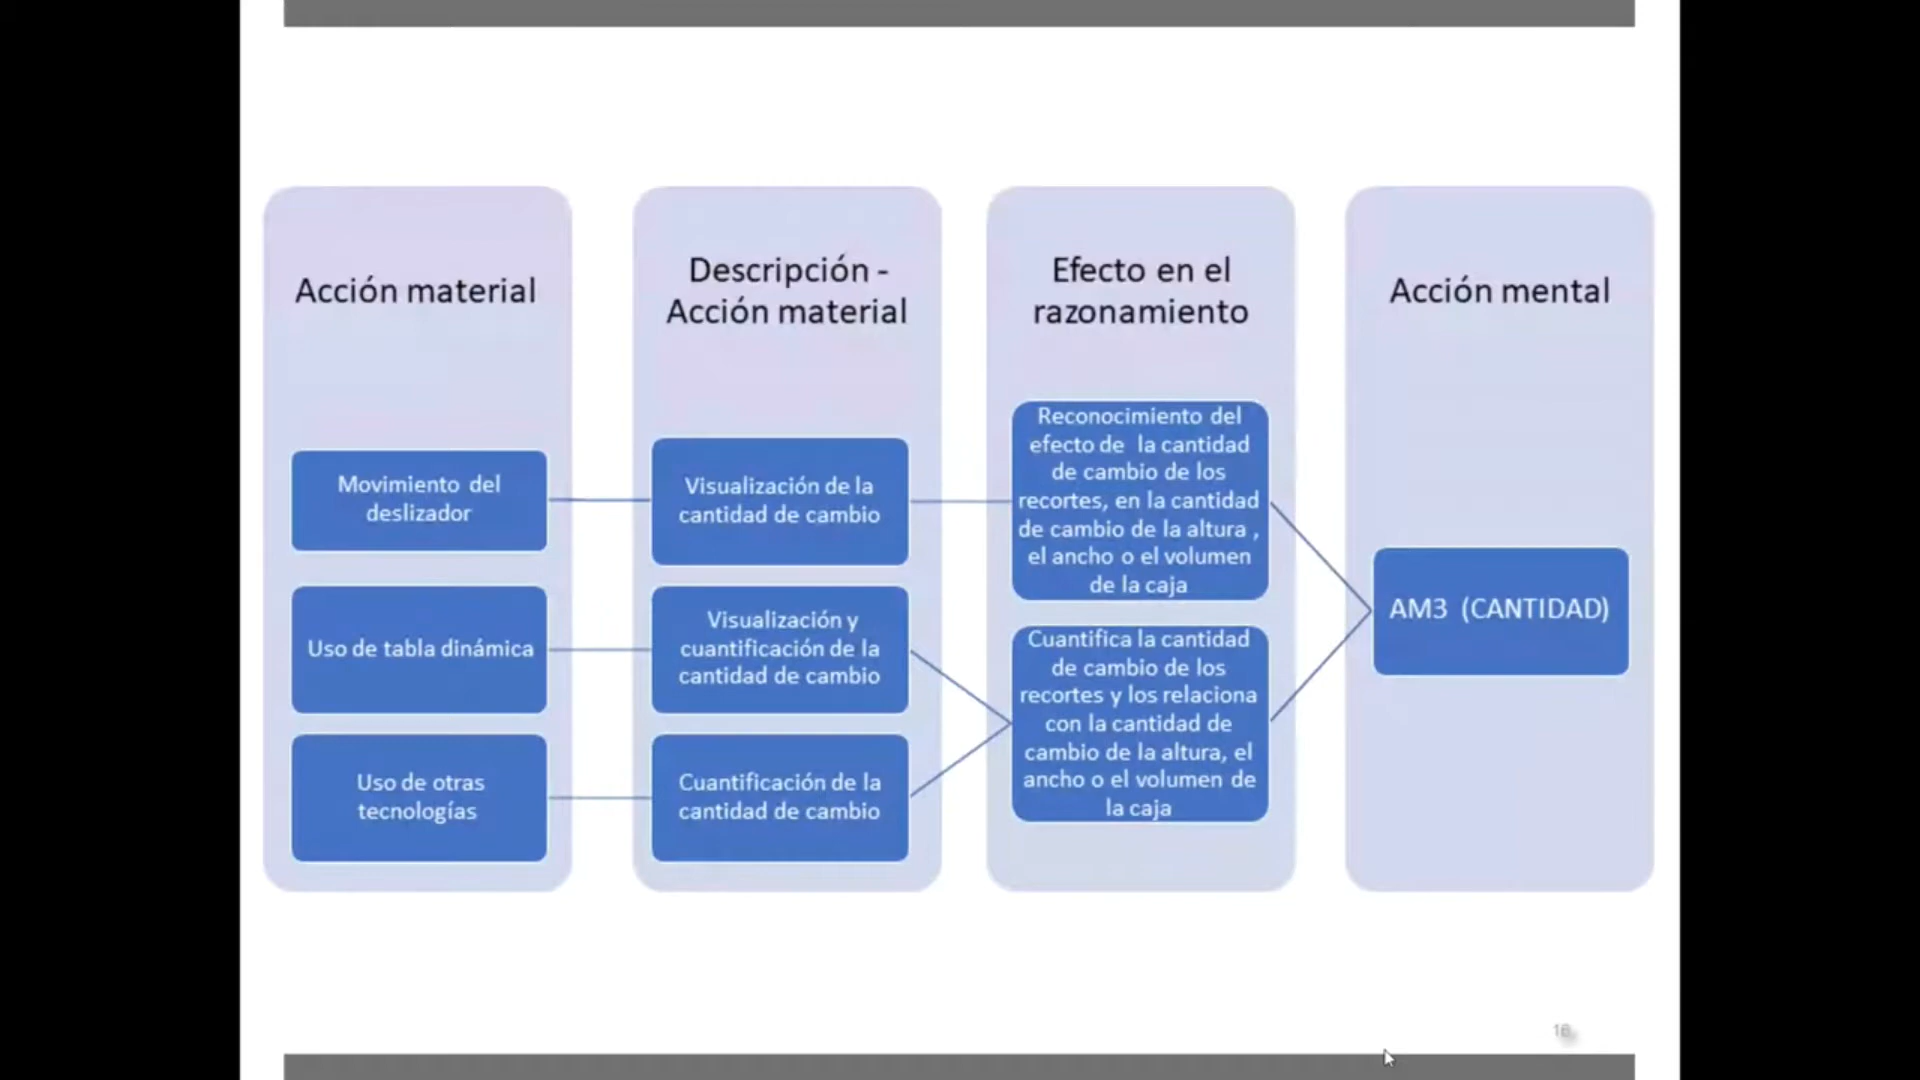 Acción material
Descripción -
Acción material
Efecto en el
razonamiento
Acción mental
Movimiento del
deslizador
Visualización de la
cantidad de cambio
Reconocimiento del
efecto de la cantidad
de cambio de los
recortes, en la cantidad
de cambio de la altura ,
el ancho o el volumen
de la caja
Uso de tabla dinámica
Visualización y
cuantificación de la
cantidad de cambio
Uso de otras
tecnologías
Cuantificación de la
cantidad de cambio
Cuantifica la cantidad
de cambio de los
recortes y los relaciona
con la cantidad de
cambio de la altura, el
ancho o el volumen de
la caja
AM3 (CANTIDAD)